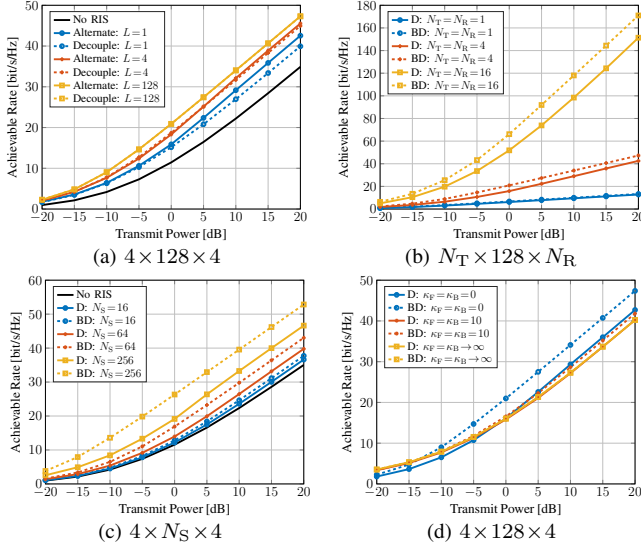 No RIS
Alternate: L=1
Decouple: L=1
Alternate: L=4
Decouple: L=4
Alternate: L=128
Decouple: L=128
Achievable Rate [bit/s/Hz]
50
40
30
20
10
0
−20 −15 −10 −5 0 5 10 15 20
Transmit Power [dB]
(a) 4×128×4
D: N_T=N_R=1
BD: N_T=N_R=1
D: N_T=N_R=4
BD: N_T=N_R=4
D: N_T=N_R=16
BD: N_T=N_R=16
Achievable Rate [bit/s/Hz]
180
160
140
120
100
80
60
40
20
0
−20 −15 −10 −5 0 5 10 15 20
Transmit Power [dB]
(b) N_T×128×N_R
No RIS
D: N_S=16
BD: N_S=16
D: N_S=64
BD: N_S=64
D: N_S=256
BD: N_S=256
Achievable Rate [bit/s/Hz]
60
50
40
30
20
10
0
−20 −15 −10 −5 0 5 10 15 20
Transmit Power [dB]
(c) 4×N_S×4
D: κ_F=κ_B=0
BD: κ_F=κ_B=0
D: κ_F=κ_B=10
BD: κ_F=κ_B=10
D: κ_F=κ_B→∞
BD: κ_F=κ_B→∞
Achievable Rate [bit/s/Hz]
50
40
30
20
10
0
−20 −15 −10 −5 0 5 10 15 20
Transmit Power [dB]
(d) 4×128×4